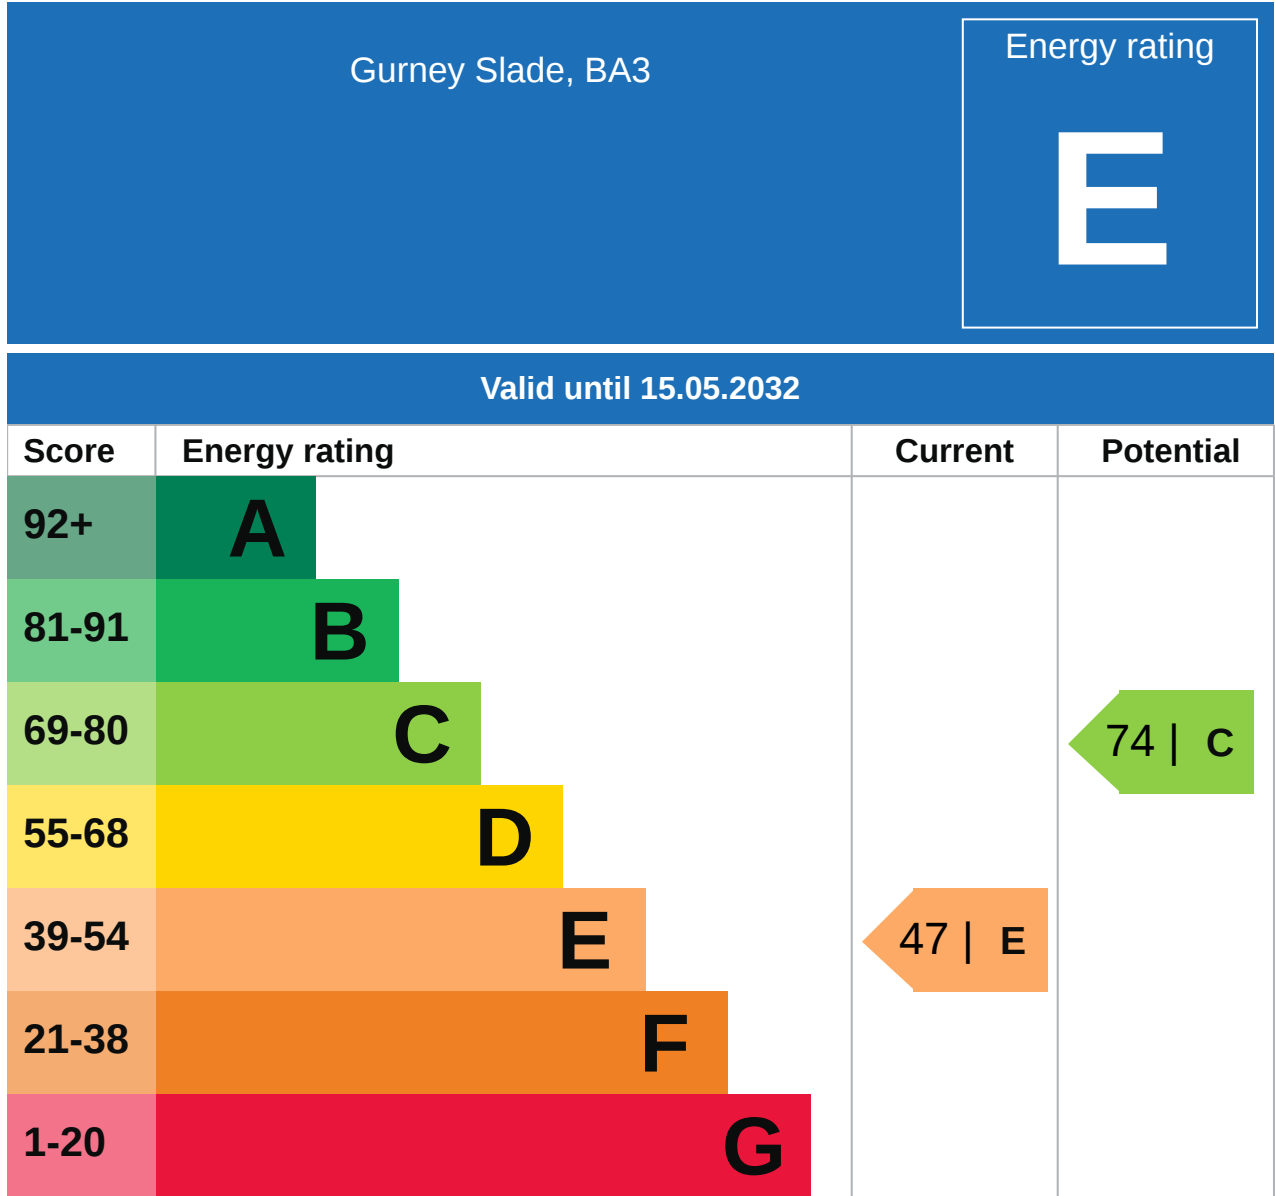 Gurney Slade, BA3
Energy rating
E
Valid until 15.05.2032
Score Energy rating Current Potential
92+ A
81-91 B
69-80 C 74 | C
55-68 D
39-54 E 47 | E
21-38 F
1-20 G